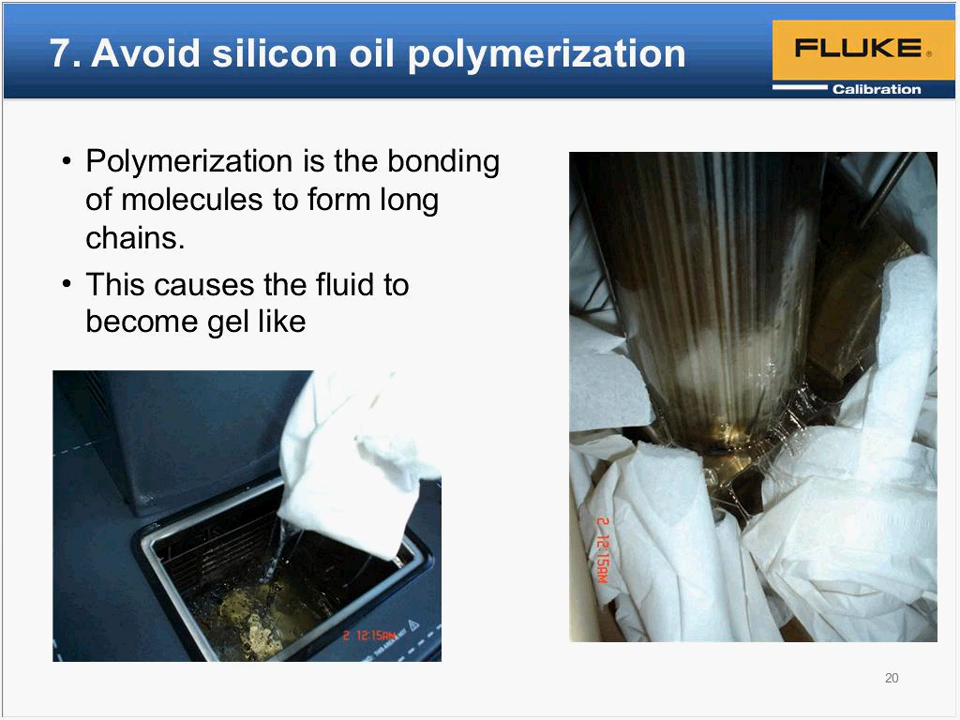 7. Avoid silicon oil polymerization
FLUKE®
Calibration
• Polymerization is the bonding
of molecules to form long
chains.
• This causes the fluid to
become gel like
2 12:15AM
2 12:15AM
20